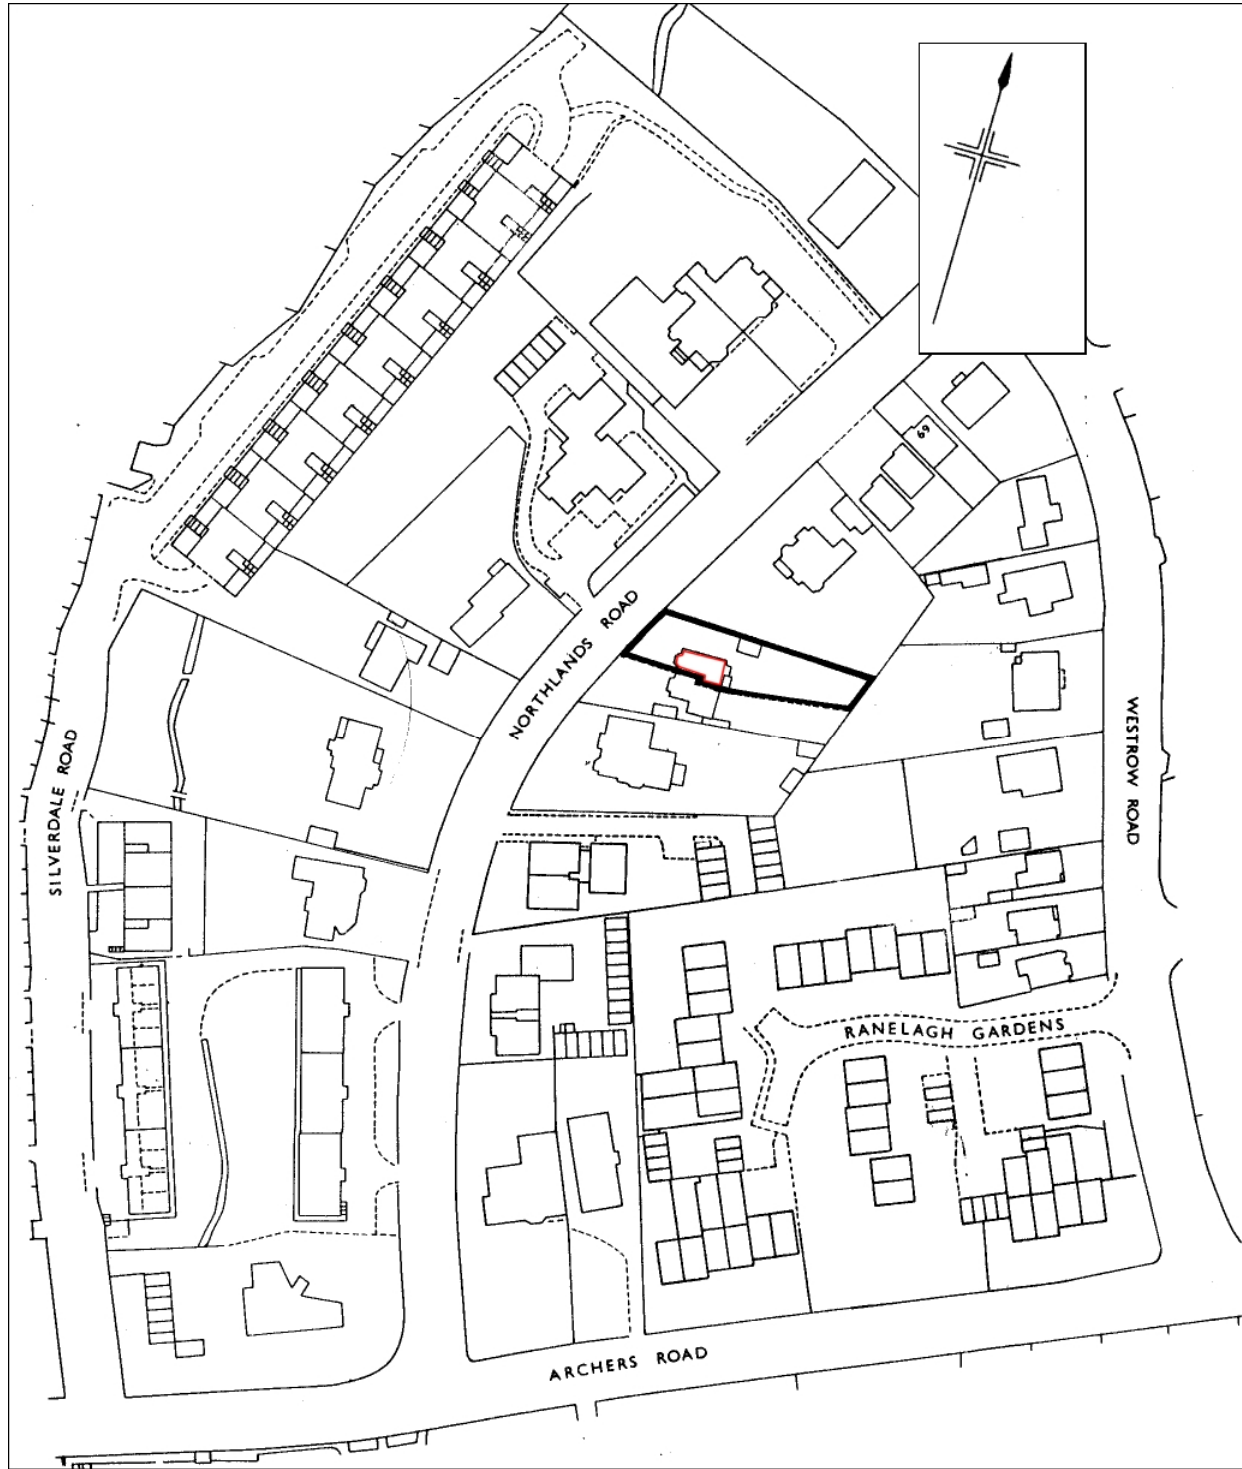 69
NORTHLANDS ROAD
SILVERDALE ROAD
WESTROW ROAD
RANELAGH GARDENS
ARCHERS ROAD